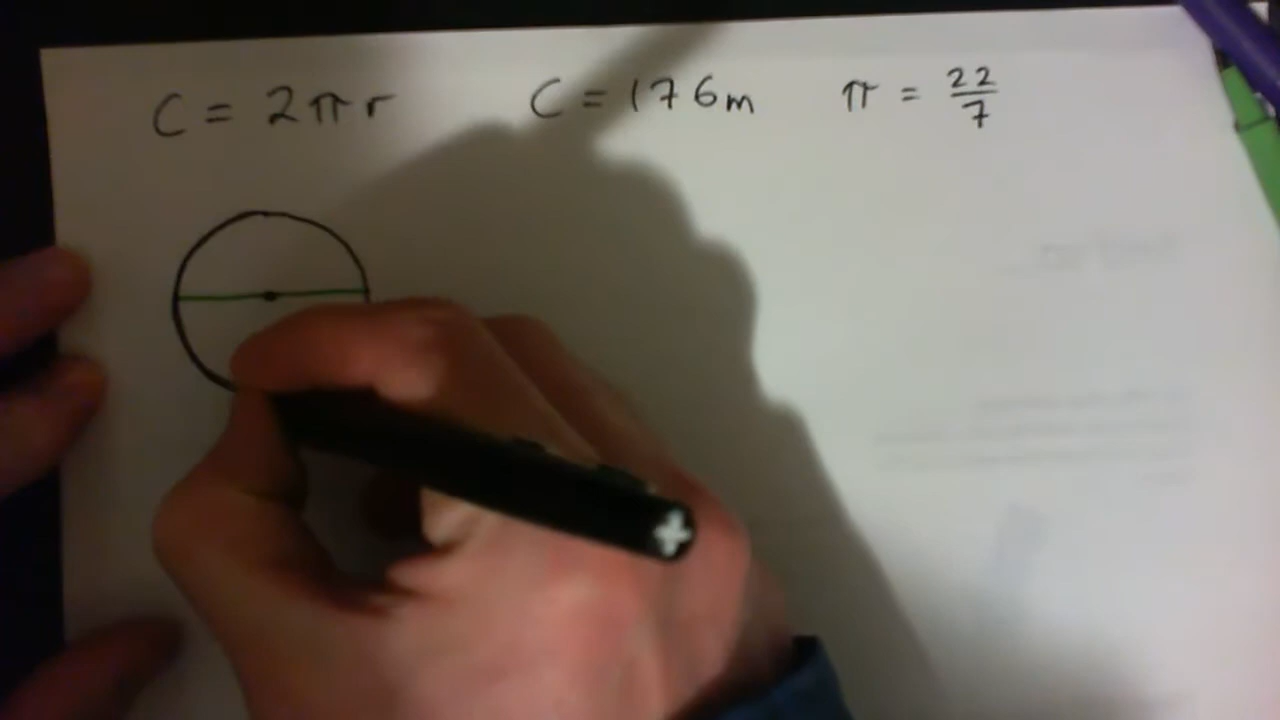 C = 2πr C = 176m π = 22/7